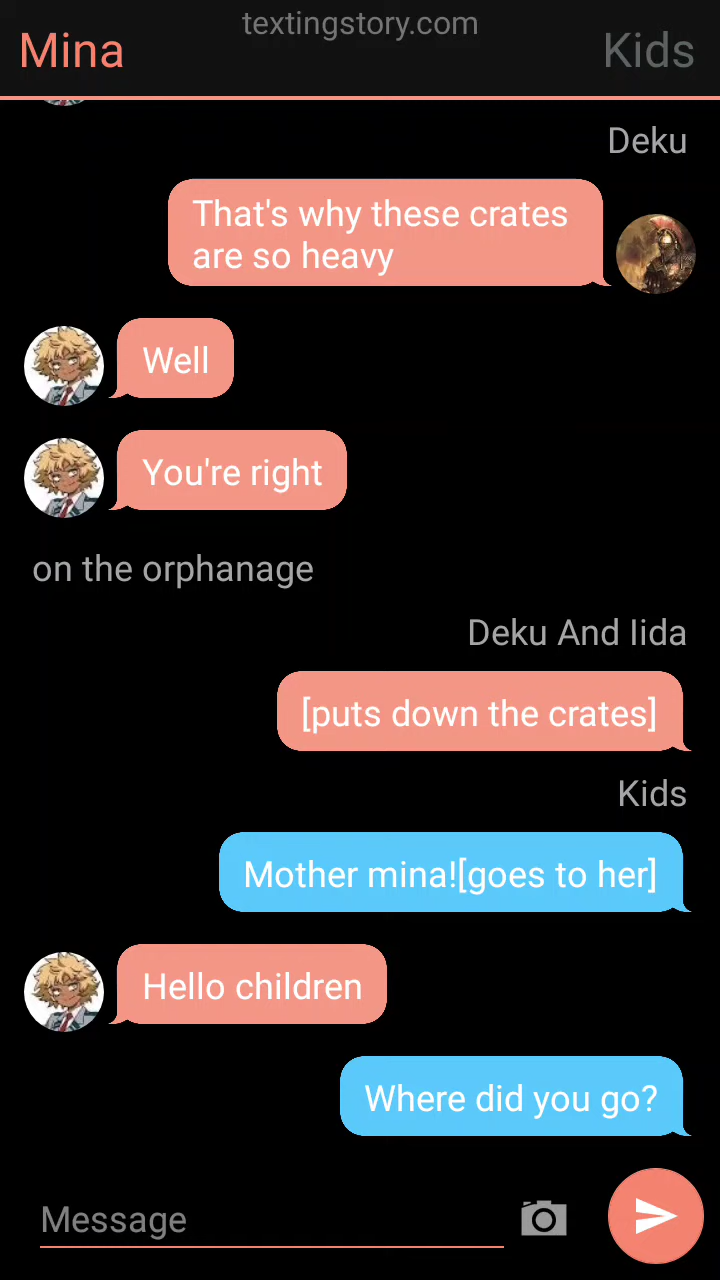 textingstory.com
Mina
Kids
Deku
That's why these crates
are so heavy
Well
You're right
on the orphanage
Deku And Iida
[puts down the crates]
Kids
Mother mina![goes to her]
Hello children
Where did you go?
Message